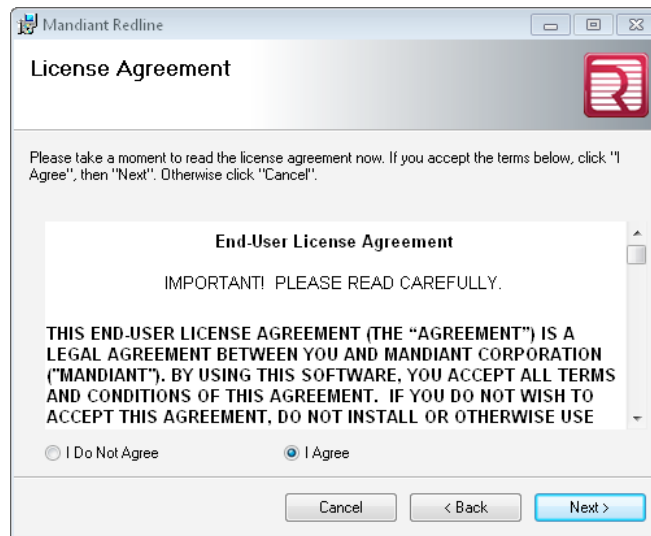 Mandiant Redline
License Agreement
Please take a moment to read the license agreement now. If you accept the terms below, click "I
Agree", then "Next". Otherwise click "Cancel".
End-User License Agreement
IMPORTANT!  PLEASE READ CAREFULLY.
THIS END-USER LICENSE AGREEMENT (THE “AGREEMENT”) IS A
LEGAL AGREEMENT BETWEEN YOU AND MANDIANT CORPORATION
("MANDIANT"). BY USING THIS SOFTWARE, YOU ACCEPT ALL TERMS
AND CONDITIONS OF THIS AGREEMENT.  IF YOU DO NOT WISH TO
ACCEPT THIS AGREEMENT, DO NOT INSTALL OR OTHERWISE USE
I Do Not Agree
I Agree
Cancel
< Back
Next >